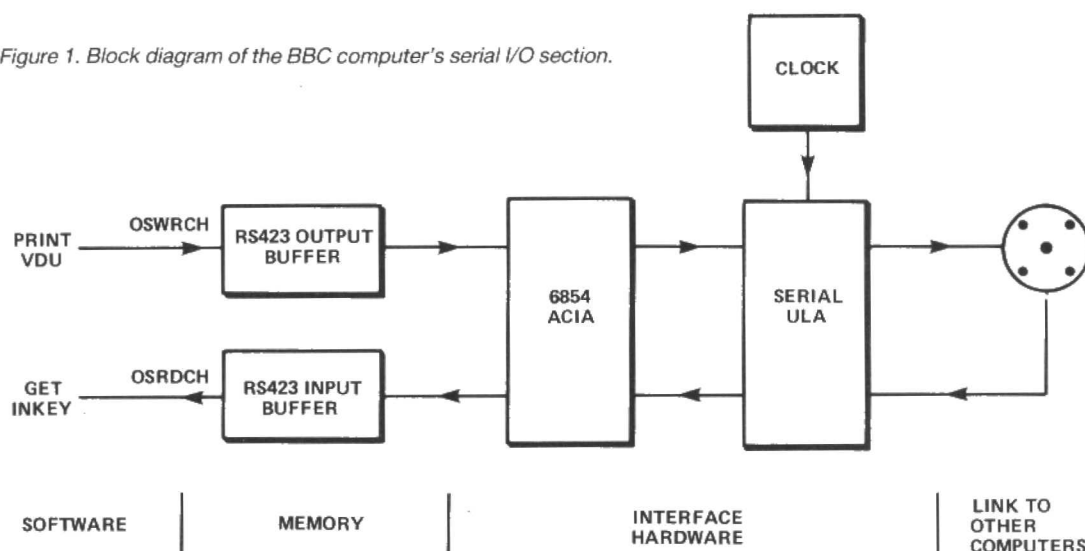 Figure 1. Block diagram of the BBC computer's serial I/O section.
CLOCK
PRINT
VDU
OSWRCH
RS423 OUTPUT
BUFFER
6854
ACIA
SERIAL
ULA
GET
INKEY
OSRDCH
RS423 INPUT
BUFFER
SOFTWARE
MEMORY
INTERFACE
HARDWARE
LINK TO
OTHER
COMPUTERS